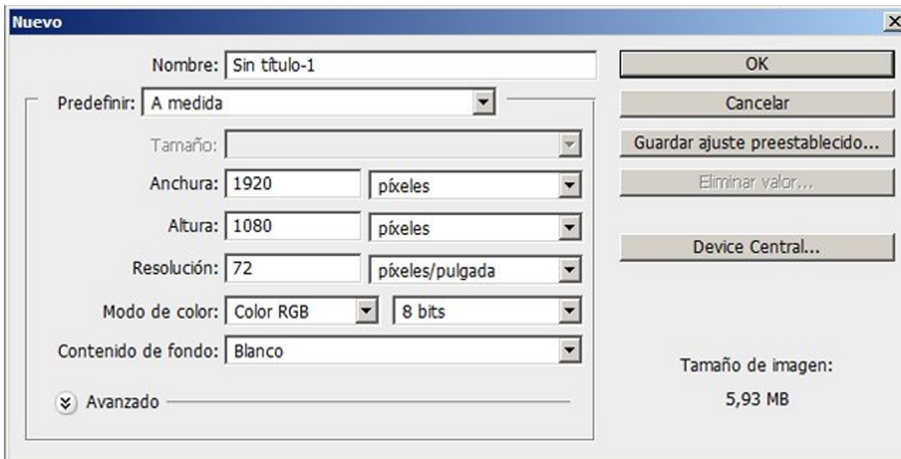 Nuevo
Nombre: Sin título-1
OK
Predefinir: A medida
Cancelar
Tamaño:
Guardar ajuste preestablecido...
Anchura: 1920 píxeles
Eliminar valor...
Altura: 1080 píxeles
Device Central...
Resolución: 72 píxeles/pulgada
Modo de color: Color RGB 8 bits
Contenido de fondo: Blanco
Tamaño de imagen:
5,93 MB
Avanzado